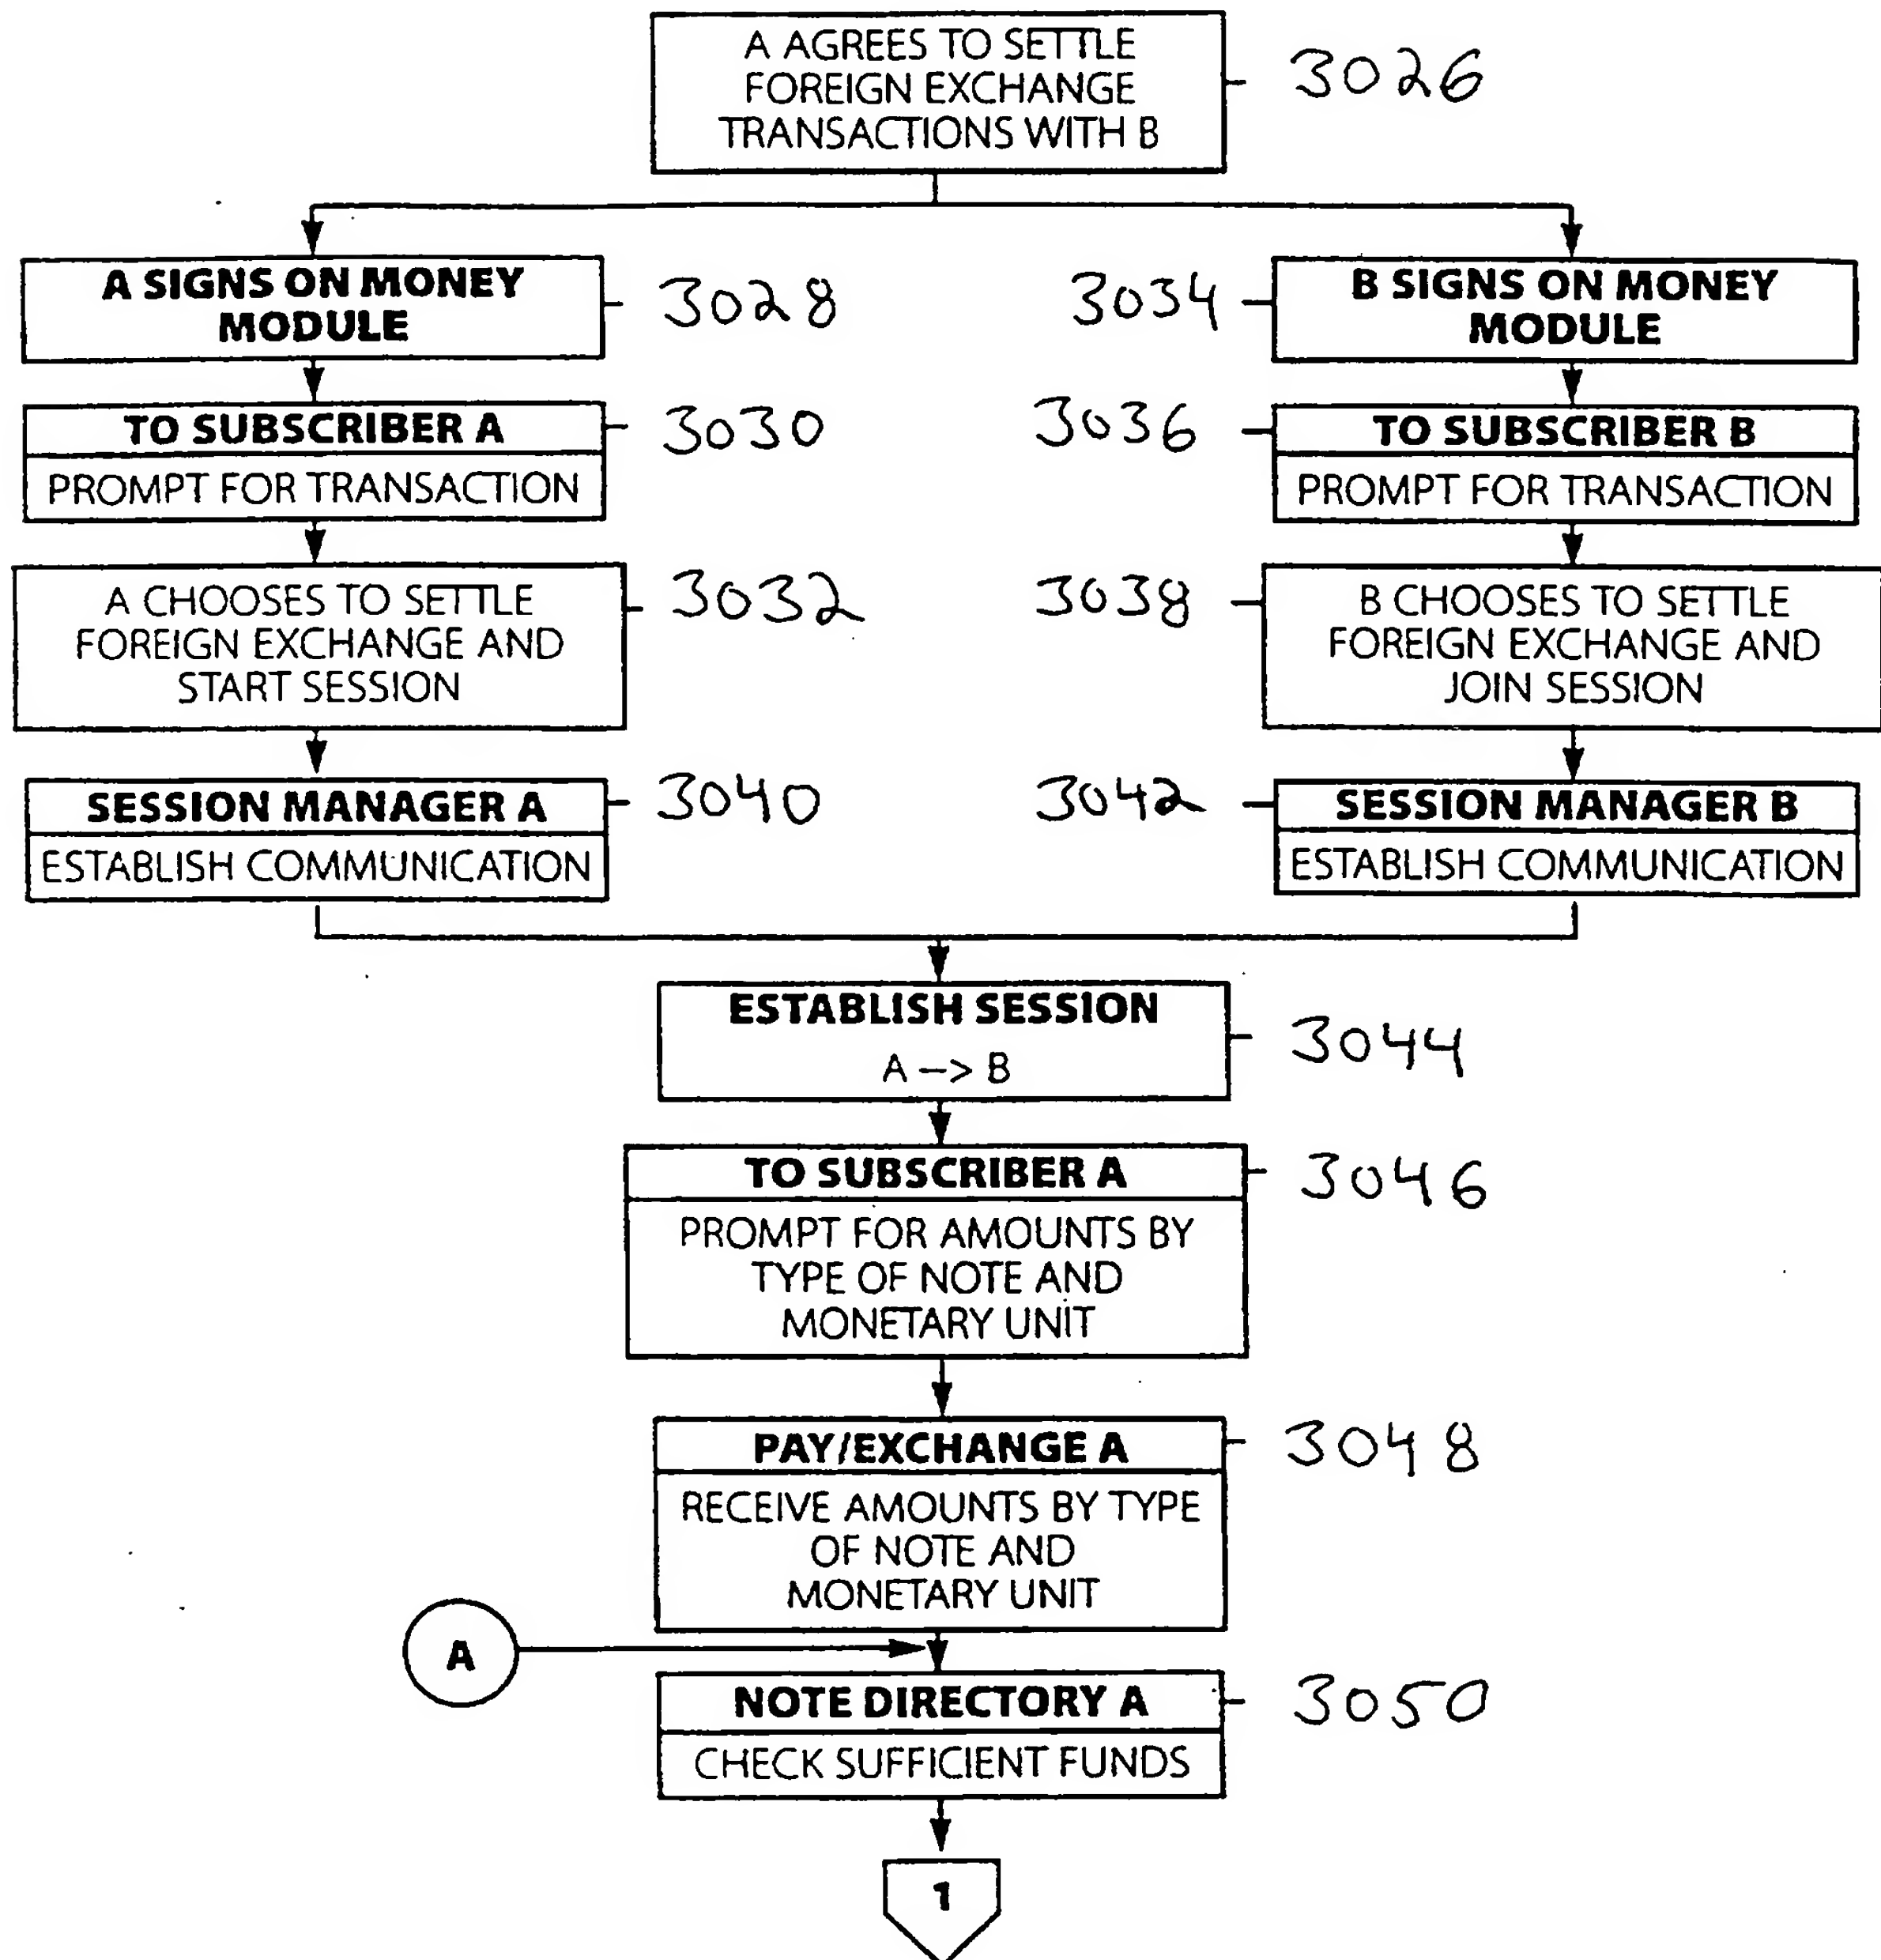 A AGREES TO SETTLE
FOREIGN EXCHANGE
TRANSACTIONS WITH B
3026
A SIGNS ON MONEY
MODULE
3028
3034
B SIGNS ON MONEY
MODULE
TO SUBSCRIBER A
PROMPT FOR TRANSACTION
3030
3036
TO SUBSCRIBER B
PROMPT FOR TRANSACTION
A CHOOSES TO SETTLE
FOREIGN EXCHANGE AND
START SESSION
3032
3038
B CHOOSES TO SETTLE
FOREIGN EXCHANGE AND
JOIN SESSION
SESSION MANAGER A
ESTABLISH COMMUNICATION
3040
3042
SESSION MANAGER B
ESTABLISH COMMUNICATION
ESTABLISH SESSION
A --> B
3044
TO SUBSCRIBER A
PROMPT FOR AMOUNTS BY
TYPE OF NOTE AND
MONETARY UNIT
3046
PAY/EXCHANGE A
RECEIVE AMOUNTS BY TYPE
OF NOTE AND
MONETARY UNIT
3048
A
NOTE DIRECTORY A
CHECK SUFFICIENT FUNDS
3050
1